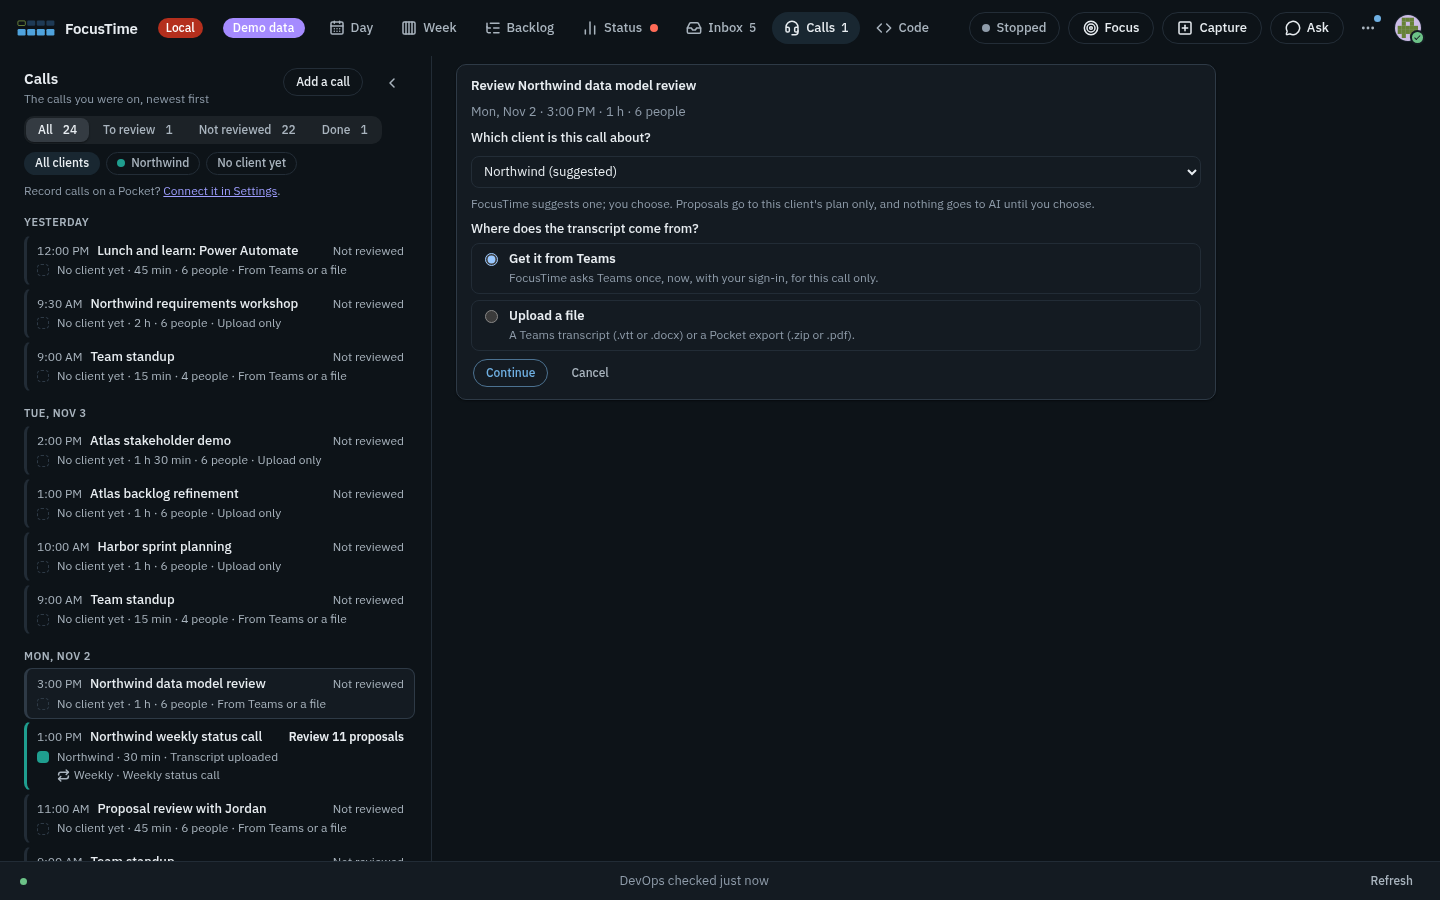 FocusTime
Local
Demo data
Day
Week
Backlog
Status
Inbox 5
Calls 1
Code
Stopped
Focus
Capture
Ask
Calls
Add a call
The calls you were on, newest first
All 24
To review 1
Not reviewed 22
Done 1
All clients
Northwind
No client yet
Record calls on a Pocket? Connect it in Settings.
YESTERDAY
12:00 PM Lunch and learn: Power Automate Not reviewed
No client yet · 45 min · 6 people · From Teams or a file
9:30 AM Northwind requirements workshop Not reviewed
No client yet · 2 h · 6 people · Upload only
9:00 AM Team standup Not reviewed
No client yet · 15 min · 4 people · From Teams or a file
TUE, NOV 3
2:00 PM Atlas stakeholder demo Not reviewed
No client yet · 1 h 30 min · 6 people · Upload only
1:00 PM Atlas backlog refinement Not reviewed
No client yet · 1 h · 6 people · Upload only
10:00 AM Harbor sprint planning Not reviewed
No client yet · 1 h · 6 people · Upload only
9:00 AM Team standup Not reviewed
No client yet · 15 min · 4 people · From Teams or a file
MON, NOV 2
3:00 PM Northwind data model review Not reviewed
No client yet · 1 h · 6 people · From Teams or a file
1:00 PM Northwind weekly status call Review 11 proposals
Northwind · 30 min · Transcript uploaded
Weekly · Weekly status call
11:00 AM Proposal review with Jordan Not reviewed
No client yet · 45 min · 6 people · From Teams or a file
9:00 AM Team standup Not reviewed
Review Northwind data model review
Mon, Nov 2 · 3:00 PM · 1 h · 6 people
Which client is this call about?
Northwind (suggested)
FocusTime suggests one; you choose. Proposals go to this client's plan only, and nothing goes to AI until you choose.
Where does the transcript come from?
Get it from Teams
FocusTime asks Teams once, now, with your sign-in, for this call only.
Upload a file
A Teams transcript (.vtt or .docx) or a Pocket export (.zip or .pdf).
Continue
Cancel
DevOps checked just now
Refresh